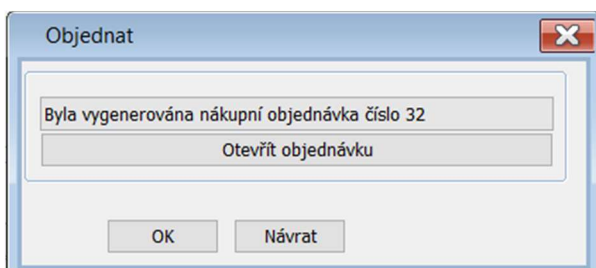 Objednat
Byla vygenerována nákupní objednávka číslo 32
Otevřít objednávku
OK
Návrat